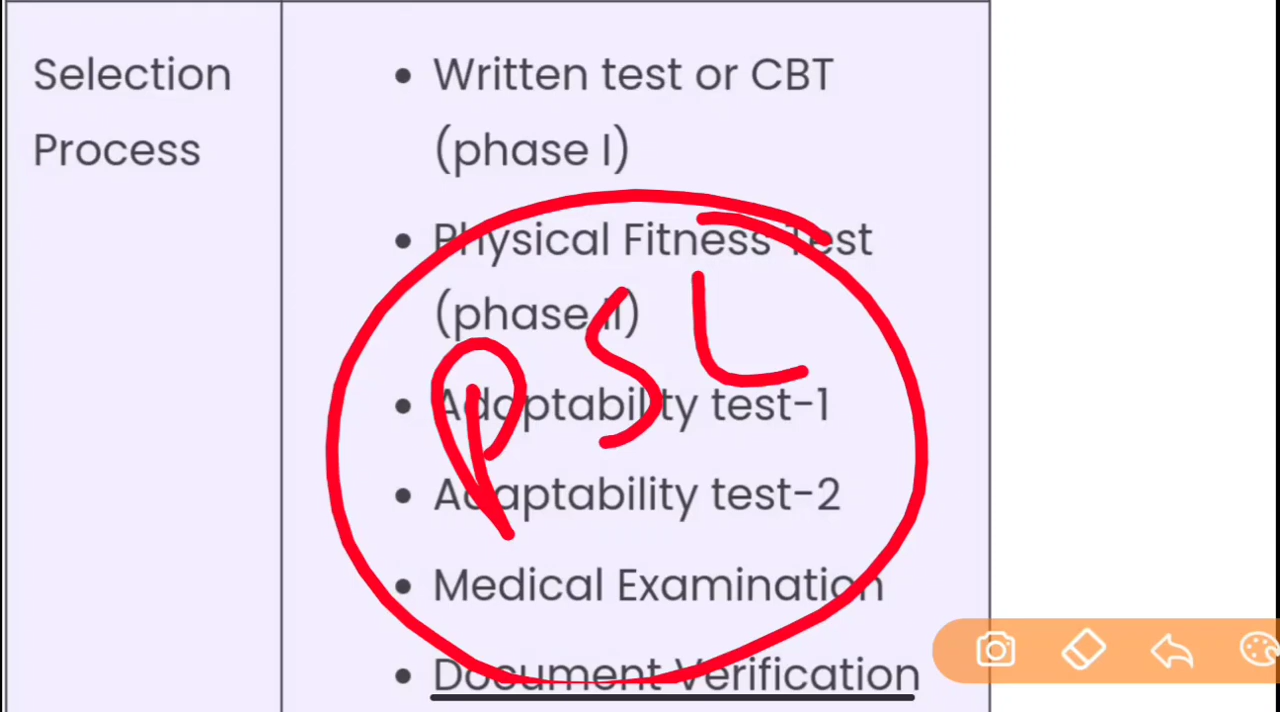 Selection
Process
• Written test or CBT
(phase I)
• Physical Fitness Test
(phase II)
PSL
• Adaptability test-1
• Adaptability test-2
• Medical Examination
• Document Verification